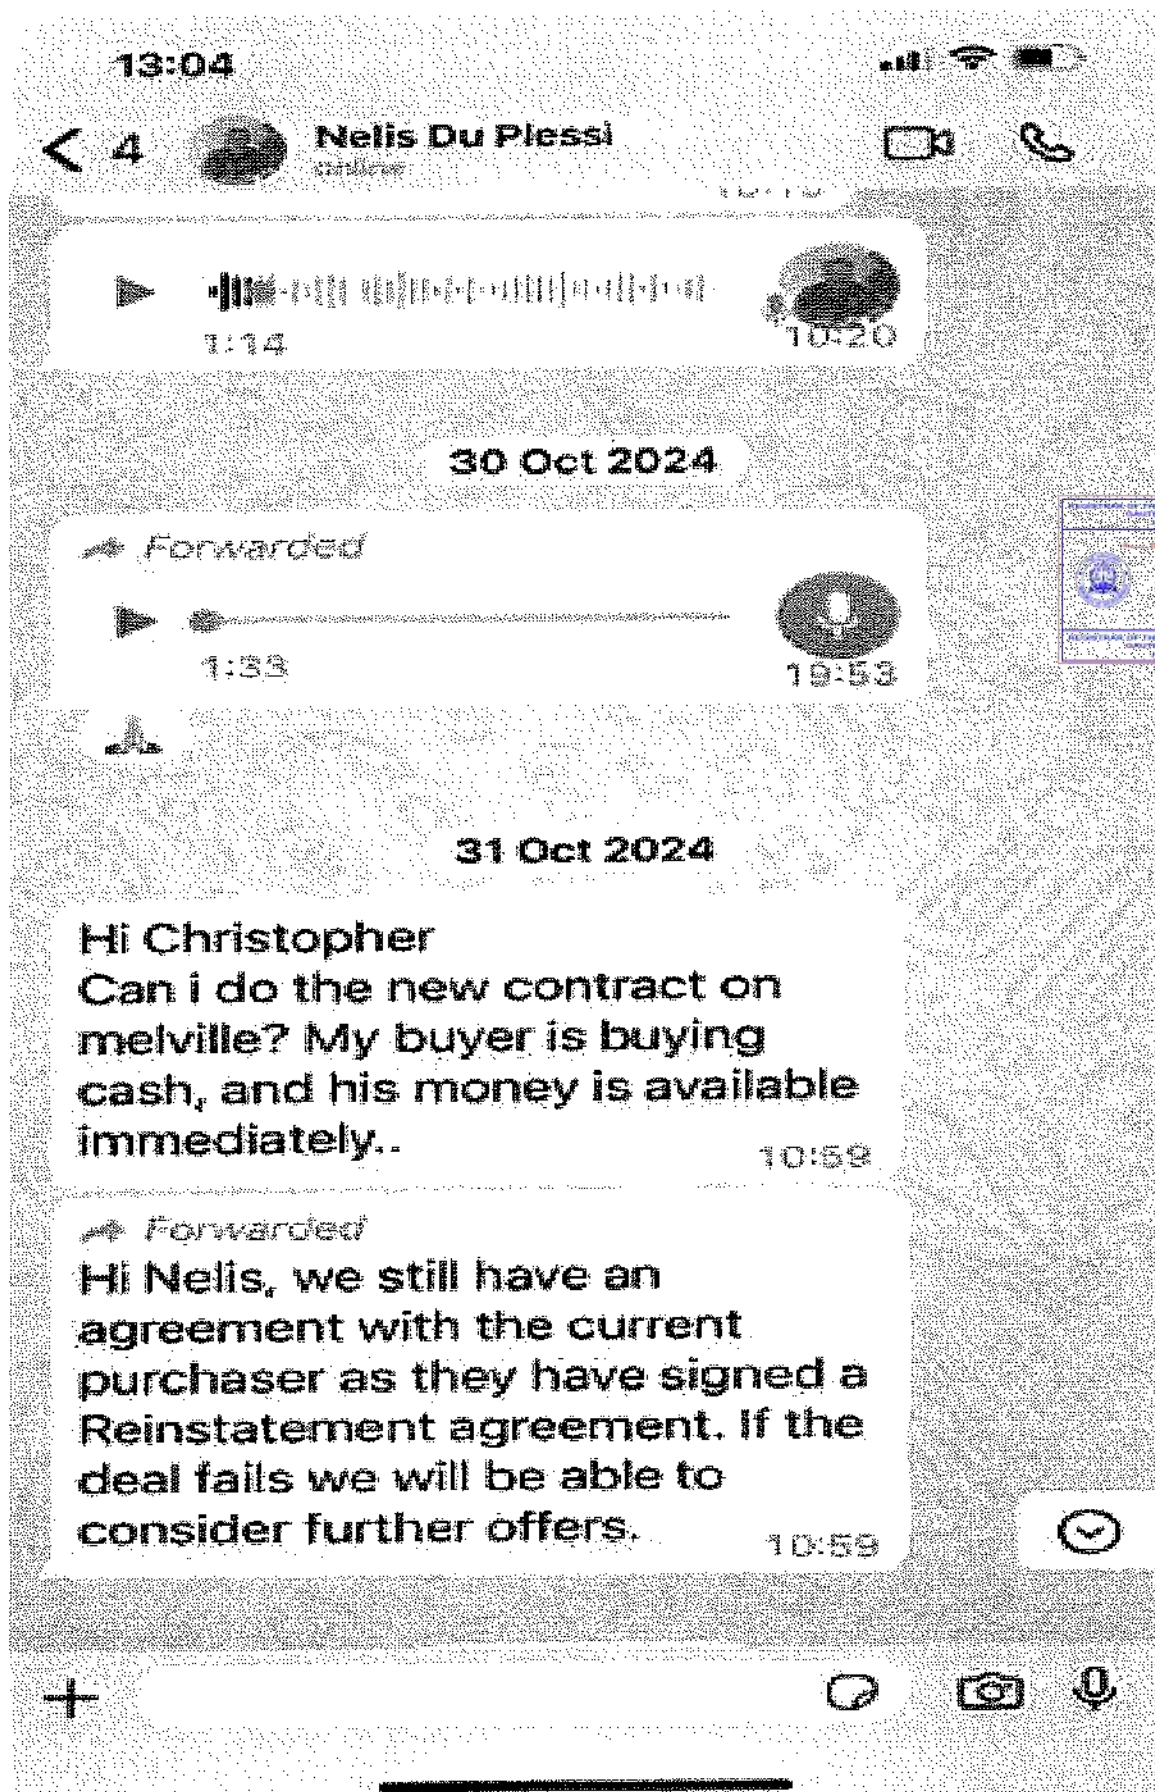 13:04
4
Nelis Du Plessi
online
1:14
10:20
30 Oct 2024
Forwarded
1:33
19:53
31 Oct 2024
Hi Christopher
Can i do the new contract on
melville? My buyer is buying
cash, and his money is available
immediately..
10:59
Forwarded
Hi Nelis, we still have an
agreement with the current
purchaser as they have signed a
Reinstatement agreement. If the
deal fails we will be able to
consider further offers.
10:59